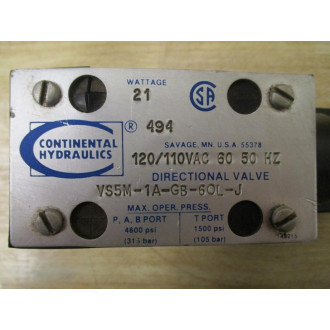 WATTAGE
21
CSA
CONTINENTAL
HYDRAULICS
® 494
SAVAGE, MN. U.S.A. 55378
120/110VAC 60 50 HZ
DIRECTIONAL VALVE
VS5M-1A-GB-60L-J
MAX. OPER. PRESS.
P, A, B PORT
T PORT
4600 psi
1500 psi
(315 bar)
(105 bar)